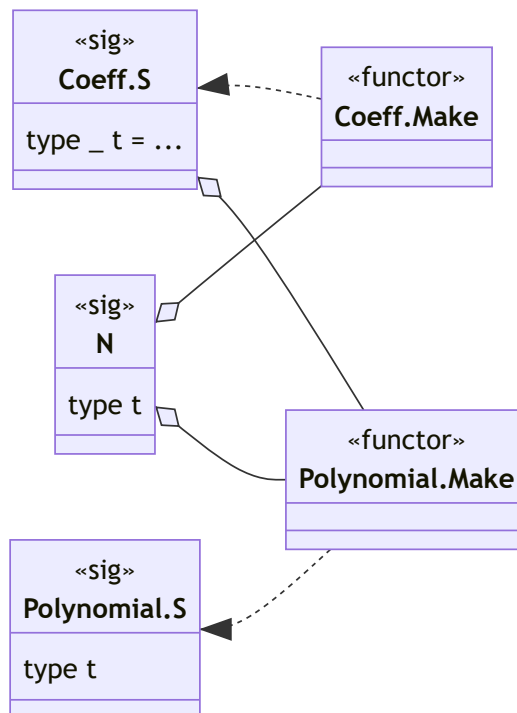 «sig»
Coeff.S
type _ t = ...
«functor»
Coeff.Make
«sig»
N
type t
«functor»
Polynomial.Make
«sig»
Polynomial.S
type t